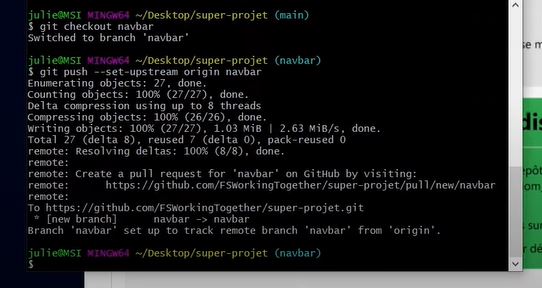 julie@MSI MINGW64 ~/Desktop/super-projet (main)
$ git checkout navbar
Switched to branch 'navbar'
julie@MSI MINGW64 ~/Desktop/super-projet (navbar)
$ git push --set-upstream origin navbar
Enumerating objects: 27, done.
Counting objects: 100% (27/27), done.
Delta compression using up to 8 threads
Compressing objects: 100% (26/26), done.
Writing objects: 100% (27/27), 1.03 MiB | 2.63 MiB/s, done.
Total 27 (delta 8), reused 7 (delta 0), pack-reused 0
remote: Resolving deltas: 100% (8/8), done.
remote:
remote: Create a pull request for 'navbar' on GitHub by visiting:
remote:      https://github.com/FSWorkingTogether/super-projet/pull/new/navbar
remote:
To https://github.com/FSWorkingTogether/super-projet.git
 * [new branch]      navbar -> navbar
Branch 'navbar' set up to track remote branch 'navbar' from 'origin'.
julie@MSI MINGW64 ~/Desktop/super-projet (navbar)
$